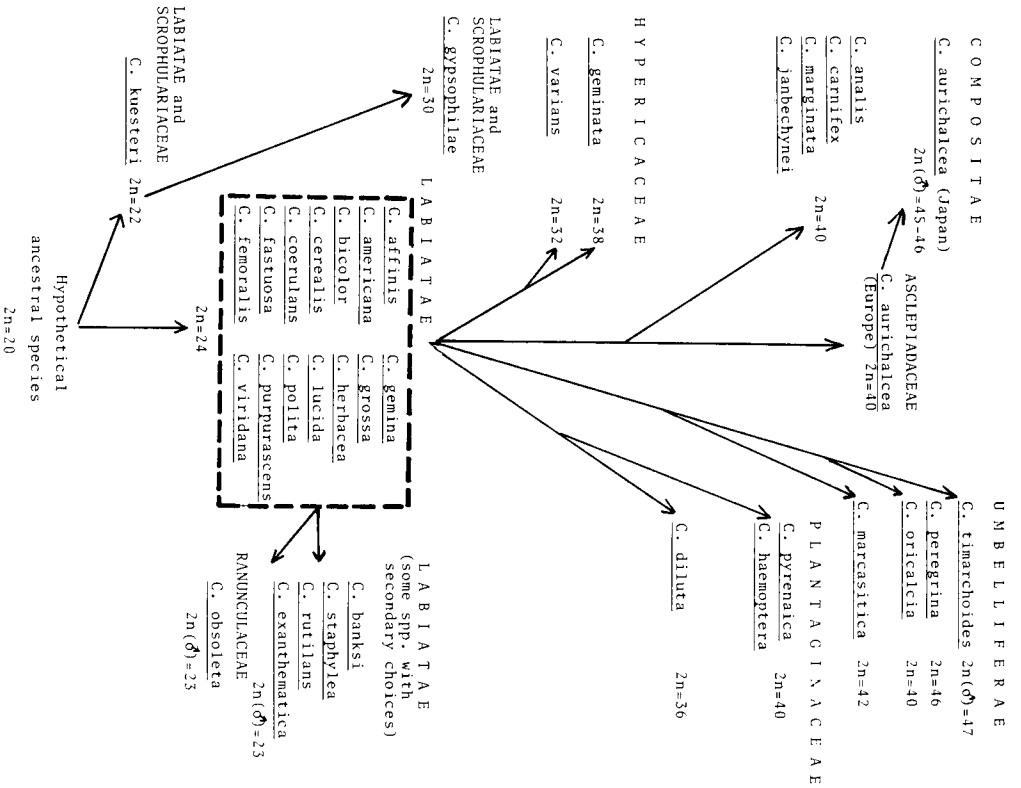 COMPOSITAE
C. aurichalcea (Japan)
2n(♂)=45-46
ASCLEPIADACEAE
C. aurichalcea
(Europe) 2n=40
UMBELLIFERAE
C. timarchoides 2n(♂)=47
C. peregrina 2n=46
C. oricalcia 2n=40
C. marcasitica 2n=42
C. analis
C. carnifex
C. marginata
C. janbechynei
2n=40
PLANTAGINACEAE
C. pyrenaica
C. haemoptera
2n=40
C. diluta 2n=36
HYPERICACEAE
C. geminata 2n=38
C. varians 2n=32
LABIATAE and
SCROPHULARIACEAE
C. gypsophilae
2n=30
LABIATAE
C. affinis
C. americana
C. bicolor
C. cerealis
C. coerulans
C. fastuosa
C. femoralis
C. gemina
C. grossa
C. herbacea
C. lucida
C. polita
C. purpurascens
C. viridana
2n=24
LABIATAE
(some spp. with
secondary choices)
C. banksi
C. staphylea
C. rutilans
C. exanthematica
2n(♂)=23
RANUNCULACEAE
C. obsoleta
2n(♂)=23
LABIATAE and
SCROPHULARIACEAE
C. kuesteri 2n=22
Hypothetical
ancestral species
2n=20